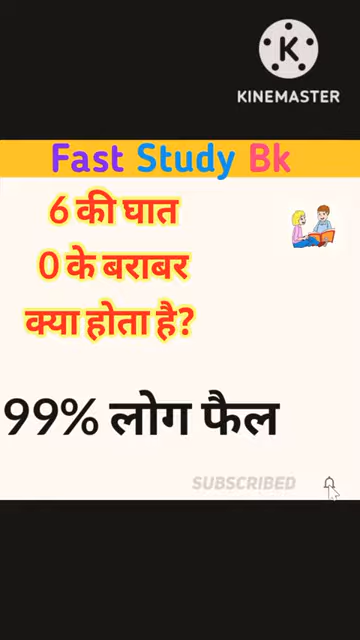 KINEMASTER
Fast Study Bk
6 की घात
0 के बराबर
क्या होता है?
99% लोग फैल
SUBSCRIBED